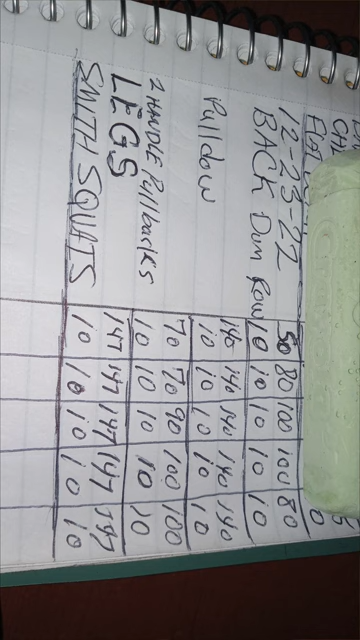 CH
FLAT
12-23-22 50 80 100 100 80
BACK Dum Row 10 10 10 10 10
Pulldow 140 140 140 140 140
10 10 10 10 10
70 70 90 100 100
2 HANDLE Pullbacks 10 10 10 10 10
LEGS 147 147 147 147 147
SMITH SQUATS 10 10 10 10 10